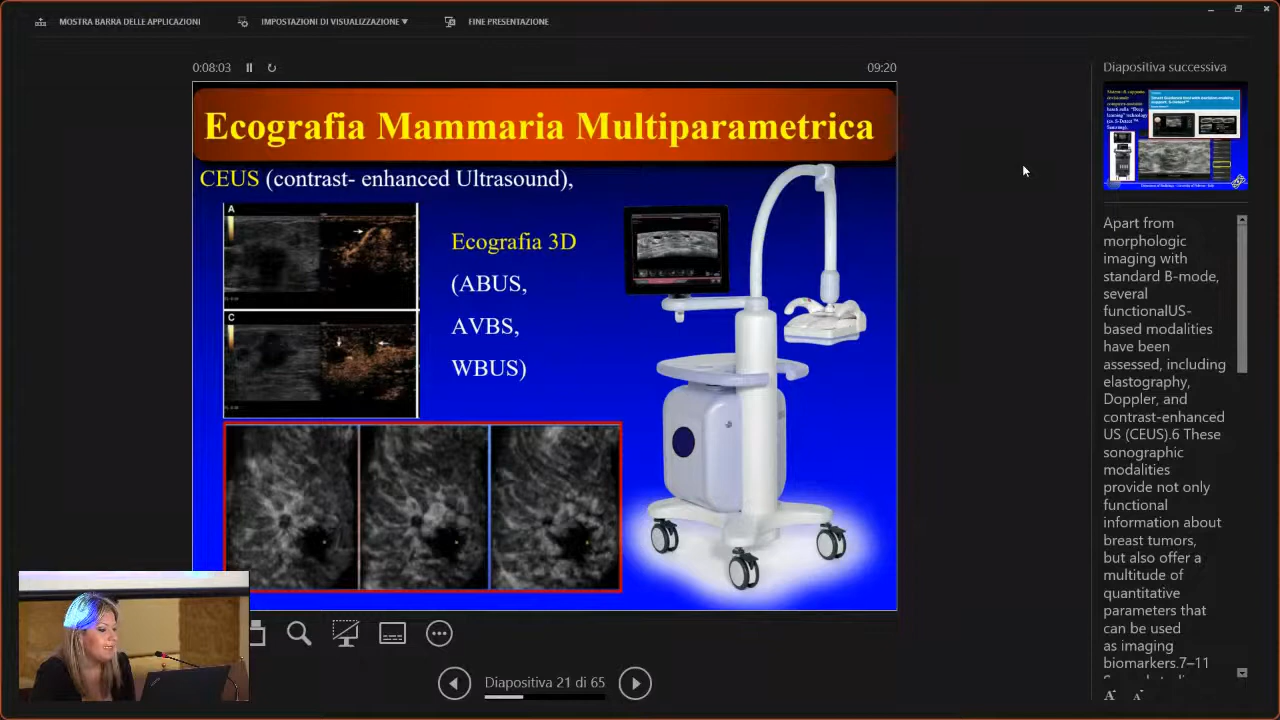 MOSTRA BARRA DELLE APPLICAZIONI
IMPOSTAZIONI DI VISUALIZZAZIONE ▼
FINE PRESENTAZIONE
0:08:03
09:20
Ecografia Mammaria Multiparametrica
CEUS (contrast- enhanced Ultrasound),
A
C
Ecografia 3D
(ABUS,
AVBS,
WBUS)
Diapositiva 21 di 65
Diapositiva successiva
Apart from
morphologic
imaging with
standard B-mode,
several
functionalUS-
based modalities
have been
assessed, including
elastography,
Doppler, and
contrast-enhanced
US (CEUS).6 These
sonographic
modalities
provide not only
functional
information about
breast tumors,
but also offer a
multitude of
quantitative
parameters that
can be used
as imaging
biomarkers.7–11
A
A